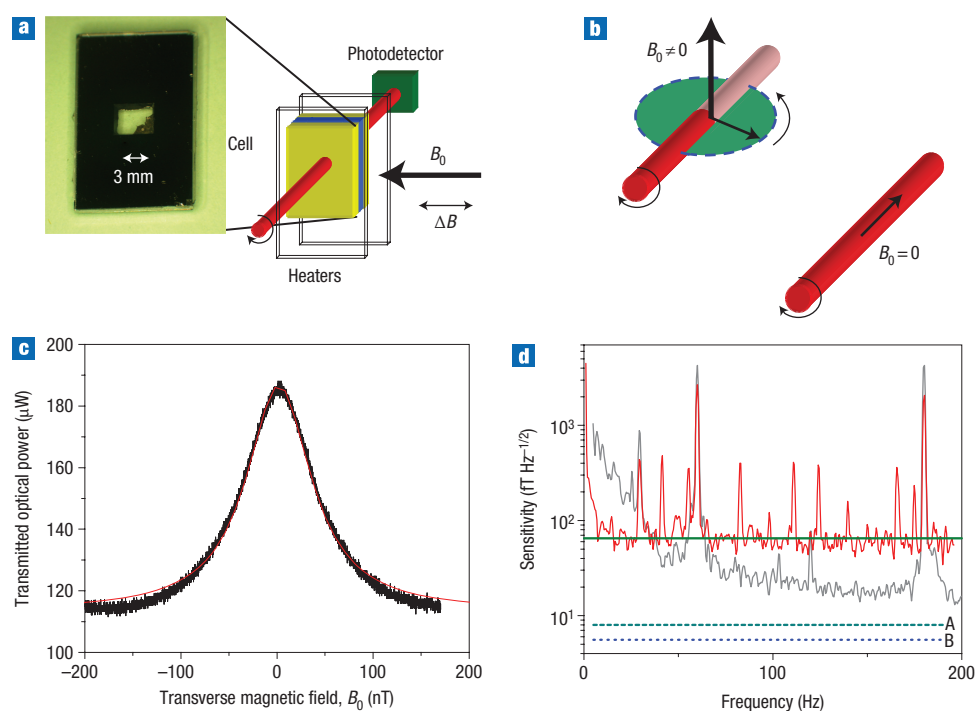 a
Photodetector
Cell
3 mm
B₀
ΔB
Heaters
b
B₀ ≠ 0
B₀ = 0
c
200
180
160
140
120
100
Transmitted optical power (μW)
−200
−100
0
100
200
Transverse magnetic field, B₀ (nT)
d
10³
10²
10¹
Sensitivity (fT Hz⁻¹/²)
A
B
0
100
200
Frequency (Hz)